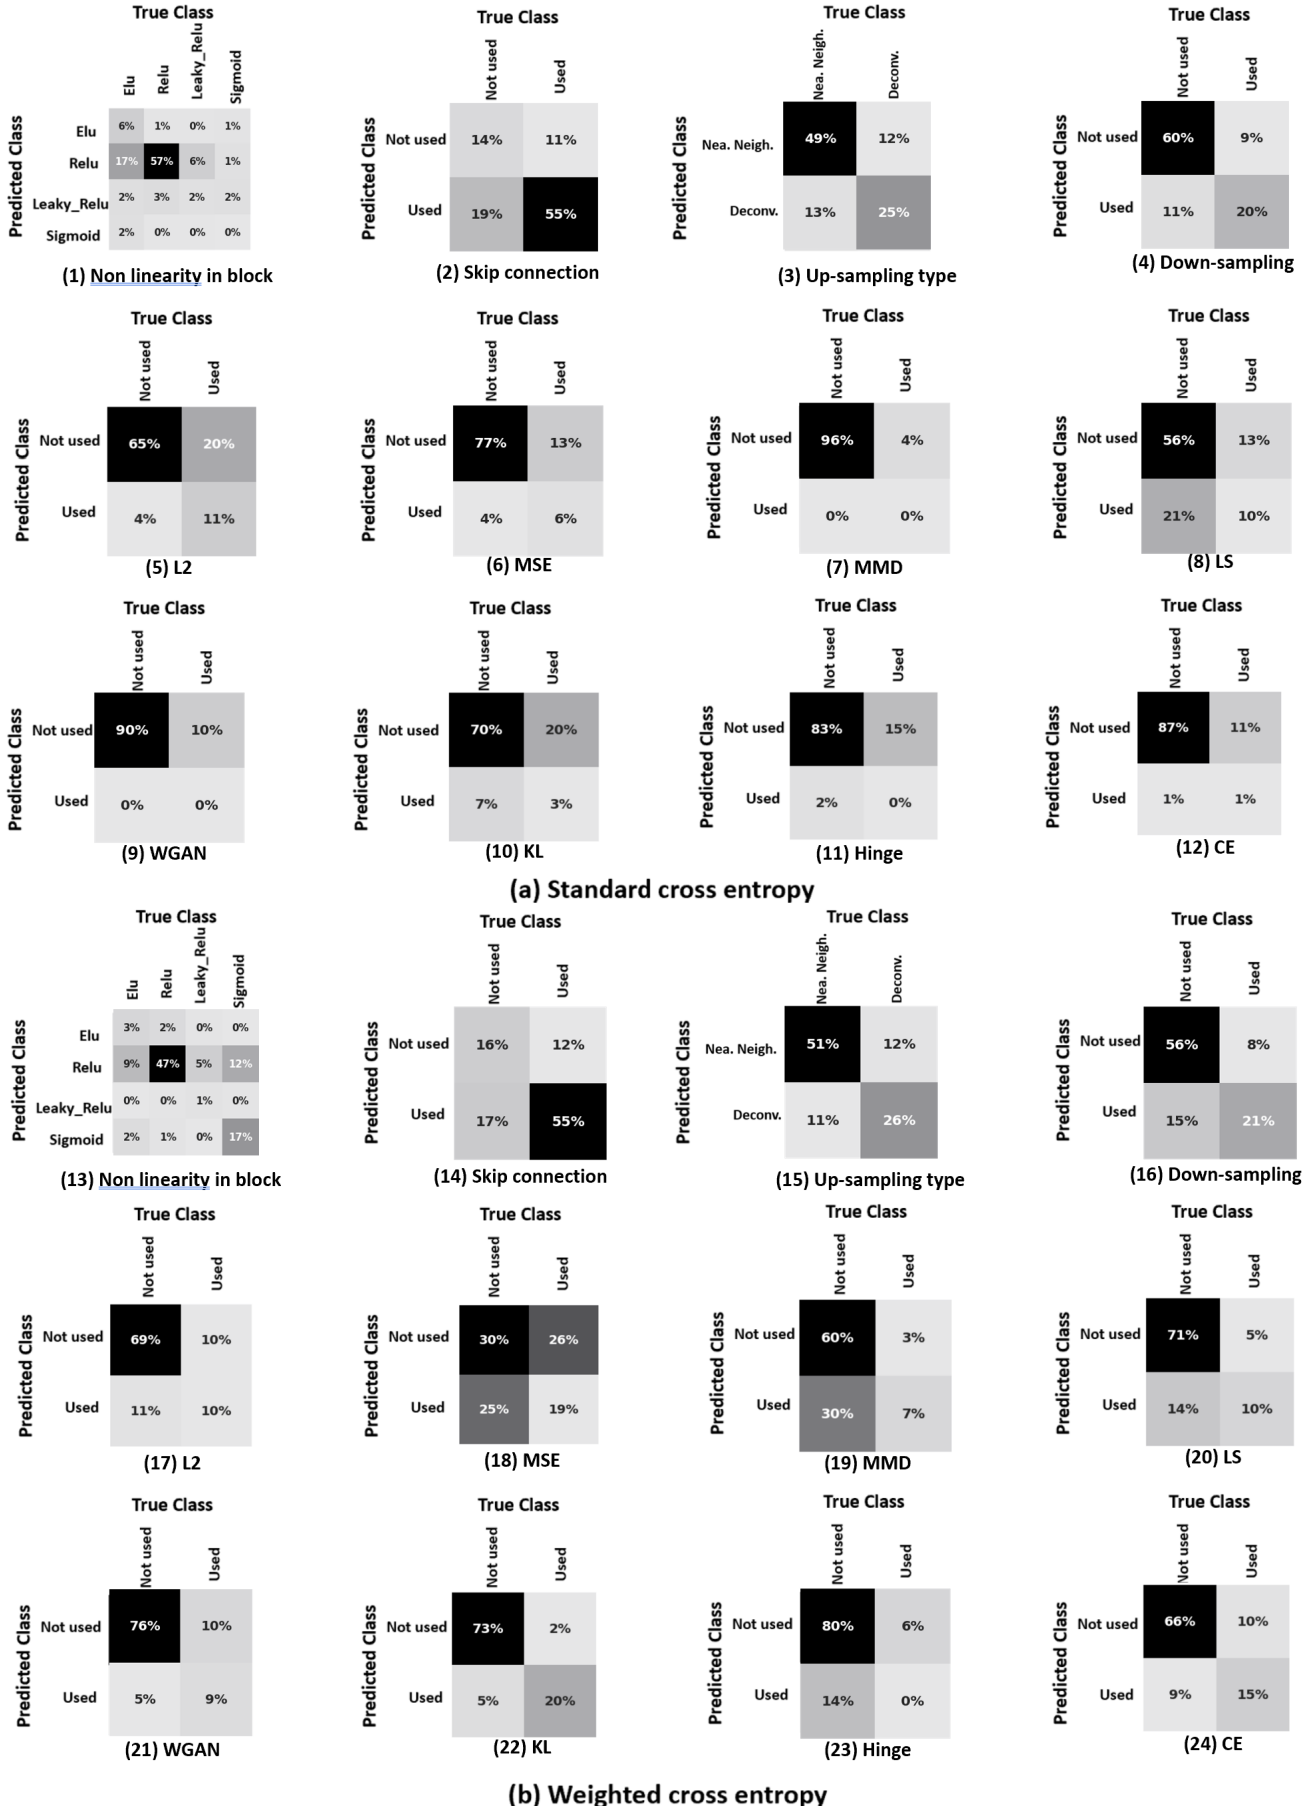 True Class
Elu Relu Leaky_Relu Sigmoid
Predicted Class
Elu 6% 1% 0% 1%
Relu 17% 57% 6% 1%
Leaky_Relu 2% 3% 2% 2%
Sigmoid 2% 0% 0% 0%
(1) Non linearity in block
True Class
Not used Used
Predicted Class
Not used 14% 11%
Used 19% 55%
(2) Skip connection
True Class
Nea. Neigh. Deconv.
Predicted Class
Nea. Neigh. 49% 12%
Deconv. 13% 25%
(3) Up-sampling type
True Class
Not used Used
Predicted Class
Not used 60% 9%
Used 11% 20%
(4) Down-sampling
True Class
Not used Used
Predicted Class
Not used 65% 20%
Used 4% 11%
(5) L2
True Class
Not used Used
Predicted Class
Not used 77% 13%
Used 4% 6%
(6) MSE
True Class
Not used Used
Predicted Class
Not used 96% 4%
Used 0% 0%
(7) MMD
True Class
Not used Used
Predicted Class
Not used 56% 13%
Used 21% 10%
(8) LS
True Class
Not used Used
Predicted Class
Not used 90% 10%
Used 0% 0%
(9) WGAN
True Class
Not used Used
Predicted Class
Not used 70% 20%
Used 7% 3%
(10) KL
True Class
Not used Used
Predicted Class
Not used 83% 15%
Used 2% 0%
(11) Hinge
True Class
Not used Used
Predicted Class
Not used 87% 11%
Used 1% 1%
(12) CE
(a) Standard cross entropy
True Class
Elu Relu Leaky_Relu Sigmoid
Predicted Class
Elu 3% 2% 0% 0%
Relu 9% 47% 5% 12%
Leaky_Relu 0% 0% 1% 0%
Sigmoid 2% 1% 0% 17%
(13) Non linearity in block
True Class
Not used Used
Predicted Class
Not used 16% 12%
Used 17% 55%
(14) Skip connection
True Class
Nea. Neigh. Deconv.
Predicted Class
Nea. Neigh. 51% 12%
Deconv. 11% 26%
(15) Up-sampling type
True Class
Not used Used
Predicted Class
Not used 56% 8%
Used 15% 21%
(16) Down-sampling
True Class
Not used Used
Predicted Class
Not used 69% 10%
Used 11% 10%
(17) L2
True Class
Not used Used
Predicted Class
Not used 30% 26%
Used 25% 19%
(18) MSE
True Class
Not used Used
Predicted Class
Not used 60% 3%
Used 30% 7%
(19) MMD
True Class
Not used Used
Predicted Class
Not used 71% 5%
Used 14% 10%
(20) LS
True Class
Not used Used
Predicted Class
Not used 76% 10%
Used 5% 9%
(21) WGAN
True Class
Not used Used
Predicted Class
Not used 73% 2%
Used 5% 20%
(22) KL
True Class
Not used Used
Predicted Class
Not used 80% 6%
Used 14% 0%
(23) Hinge
True Class
Not used Used
Predicted Class
Not used 66% 10%
Used 9% 15%
(24) CE
(b) Weighted cross entropy